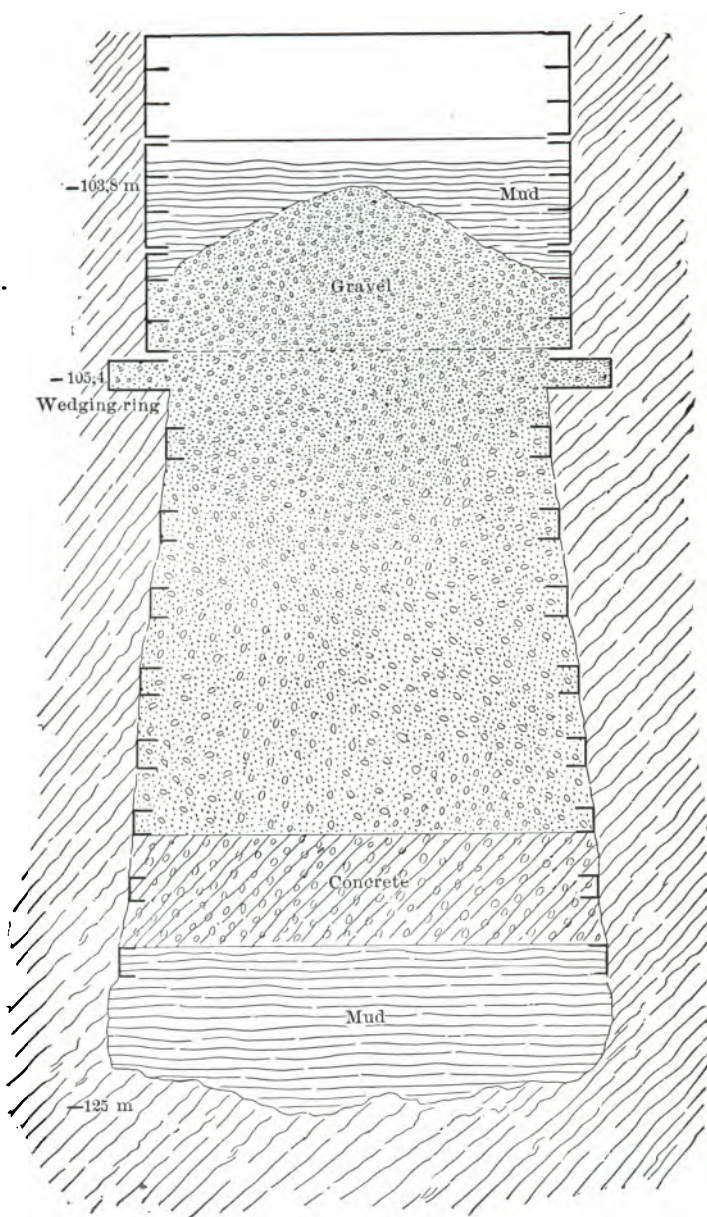 —103,8 m
Mud
Gravel
—105,4
Wedging ring
Concrete
Mud
—125 m